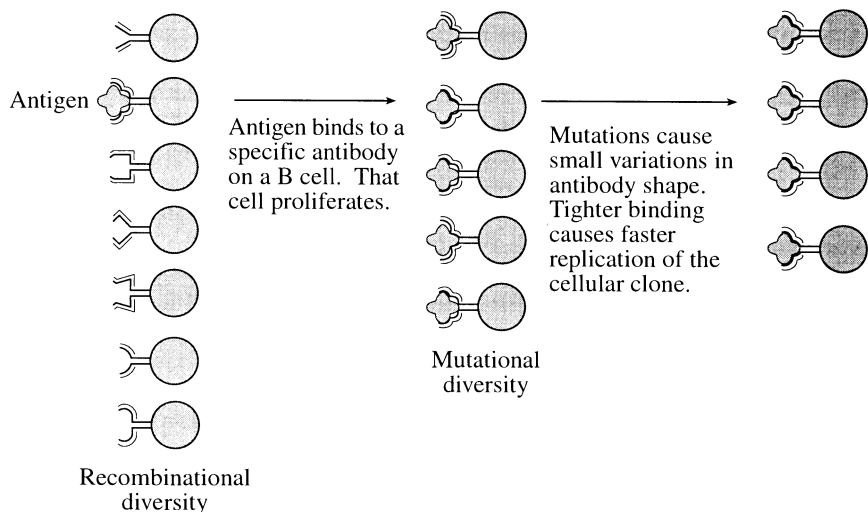 Antigen
Antigen binds to a
specific antibody
on a B cell. That
cell proliferates.
Mutations cause
small variations in
antibody shape.
Tighter binding
causes faster
replication of the
cellular clone.
Mutational
diversity
Recombinational
diversity